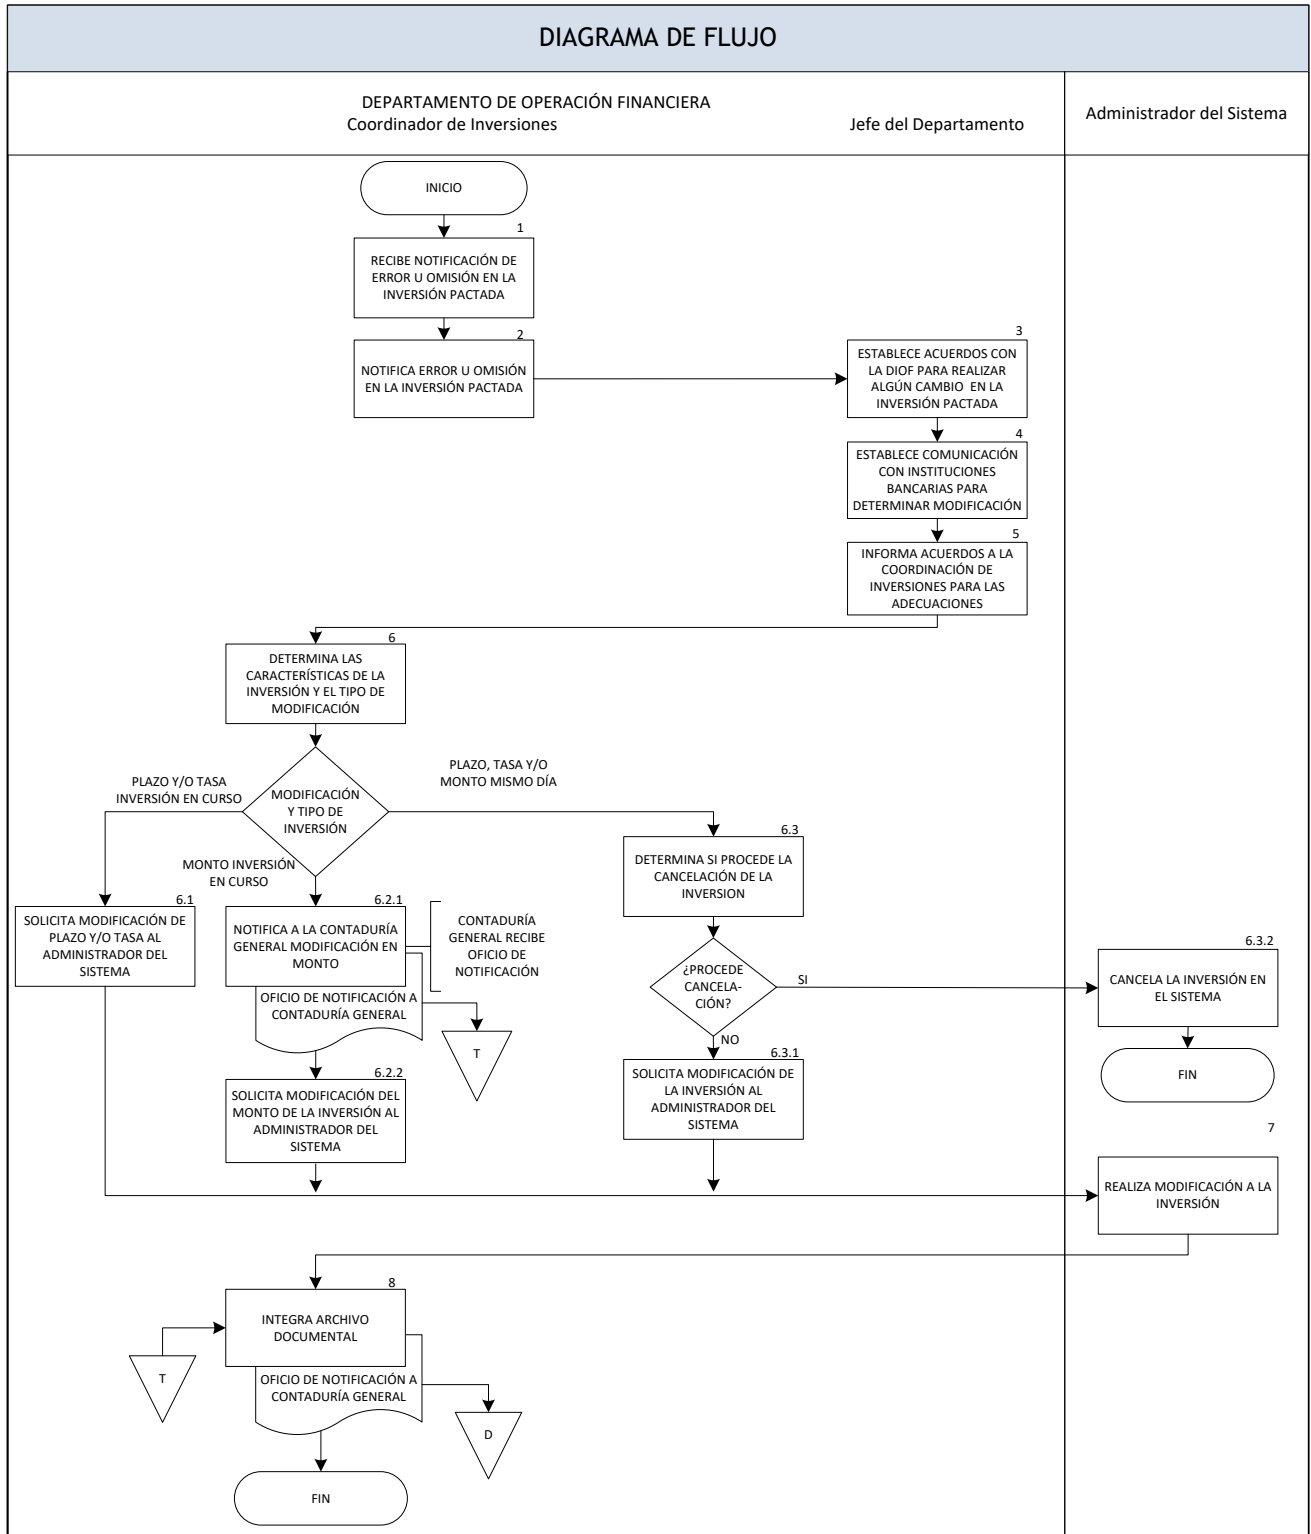 DIAGRAMA DE FLUJO
DEPARTAMENTO DE OPERACIÓN FINANCIERA
Coordinador de Inversiones
Jefe del Departamento
Administrador del Sistema
INICIO
1
RECIBE NOTIFICACIÓN DE
ERROR U OMISIÓN EN LA
INVERSIÓN PACTADA
2
NOTIFICA ERROR U OMISIÓN
EN LA INVERSIÓN PACTADA
3
ESTABLECE ACUERDOS CON
LA DIOF PARA REALIZAR
ALGÚN CAMBIO EN LA
INVERSIÓN PACTADA
4
ESTABLECE COMUNICACIÓN
CON INSTITUCIONES
BANCARIAS PARA
DETERMINAR MODIFICACIÓN
5
INFORMA ACUERDOS A LA
COORDINACIÓN DE
INVERSIONES PARA LAS
ADECUACIONES
6
DETERMINA LAS
CARACTERÍSTICAS DE LA
INVERSIÓN Y EL TIPO DE
MODIFICACIÓN
MODIFICACIÓN
Y TIPO DE
INVERSIÓN
PLAZO Y/O TASA
INVERSIÓN EN CURSO
PLAZO, TASA Y/O
MONTO MISMO DÍA
MONTO INVERSIÓN
EN CURSO
6.1
SOLICITA MODIFICACIÓN DE
PLAZO Y/O TASA AL
ADMINISTRADOR DEL
SISTEMA
6.2.1
NOTIFICA A LA CONTADURÍA
GENERAL MODIFICACIÓN EN
MONTO
CONTADURÍA
GENERAL RECIBE
OFICIO DE
NOTIFICACIÓN
OFICIO DE NOTIFICACIÓN A
CONTADURÍA GENERAL
T
6.2.2
SOLICITA MODIFICACIÓN DEL
MONTO DE LA INVERSIÓN AL
ADMINISTRADOR DEL
SISTEMA
6.3
DETERMINA SI PROCEDE LA
CANCELACIÓN DE LA
INVERSION
¿PROCEDE
CANCELA-
CIÓN?
SI
NO
6.3.1
SOLICITA MODIFICACIÓN DE
LA INVERSIÓN AL
ADMINISTRADOR DEL
SISTEMA
6.3.2
CANCELA LA INVERSIÓN EN
EL SISTEMA
FIN
7
REALIZA MODIFICACIÓN A LA
INVERSIÓN
8
INTEGRA ARCHIVO
DOCUMENTAL
T
OFICIO DE NOTIFICACIÓN A
CONTADURÍA GENERAL
D
FIN